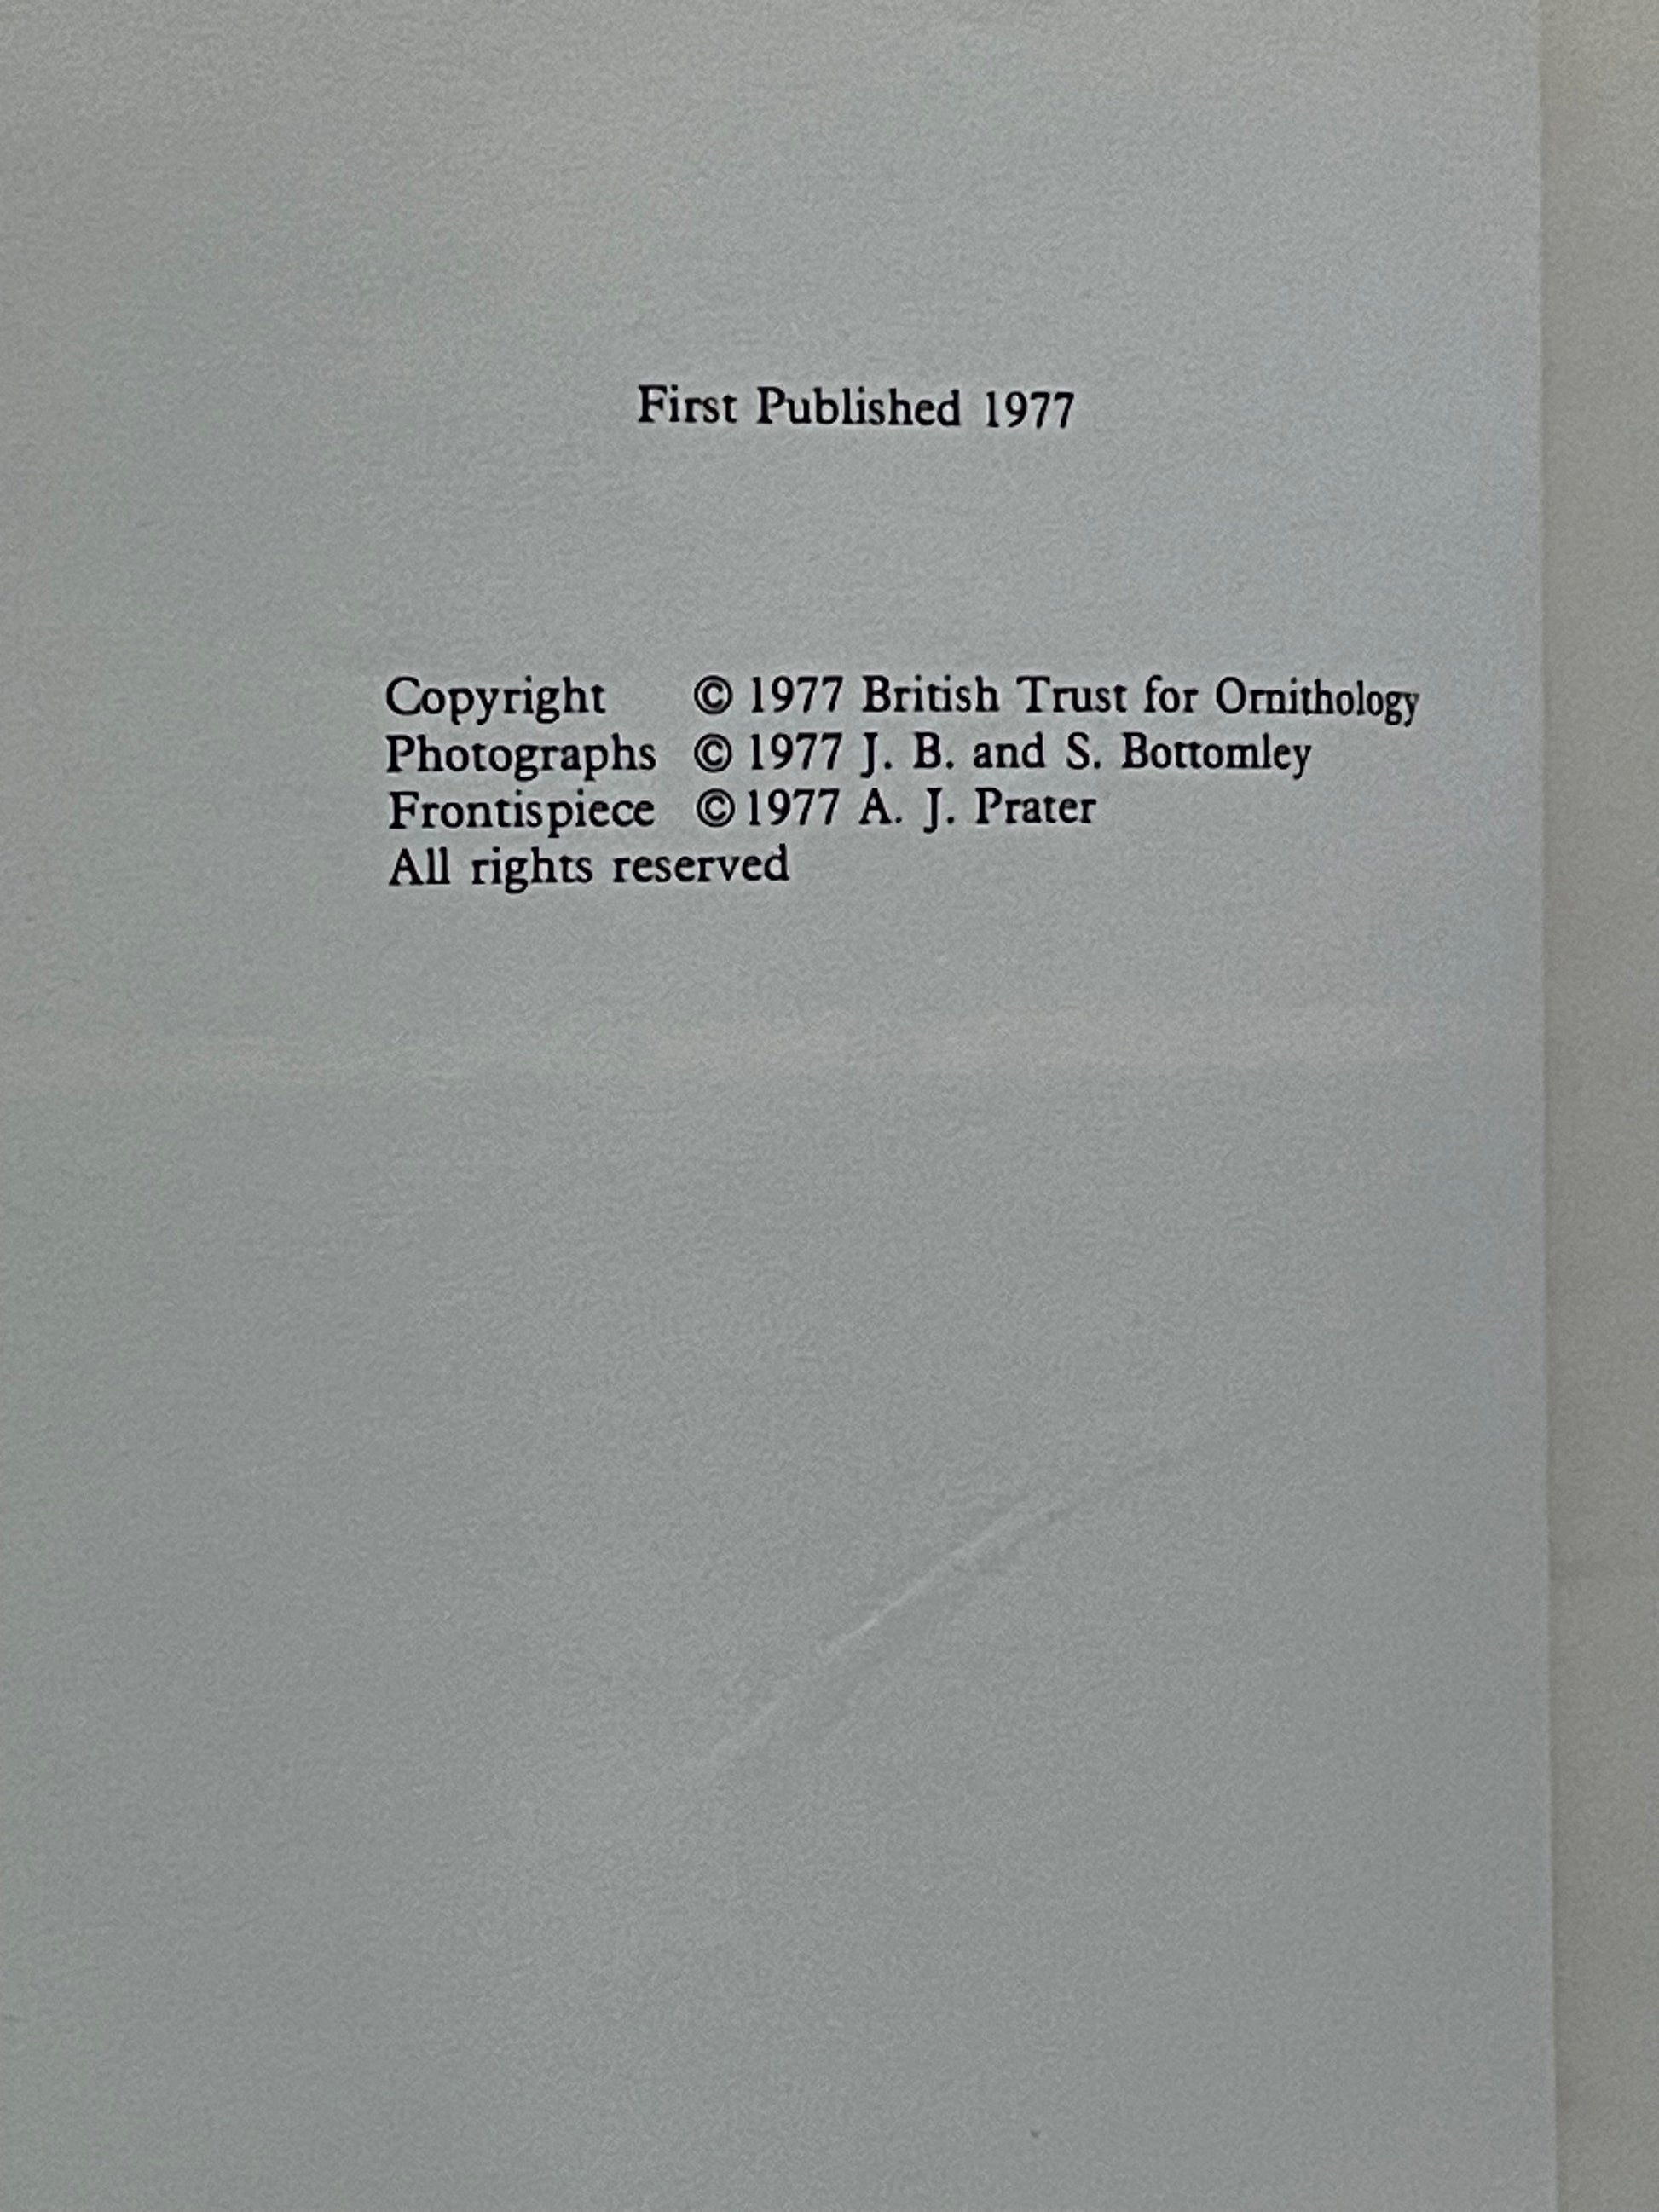 First Published 1977
Copyright © 1977 British Trust for Ornithology
Photographs © 1977 J. B. and S. Bottomley
Frontispiece © 1977 A. J. Prater
All rights reserved